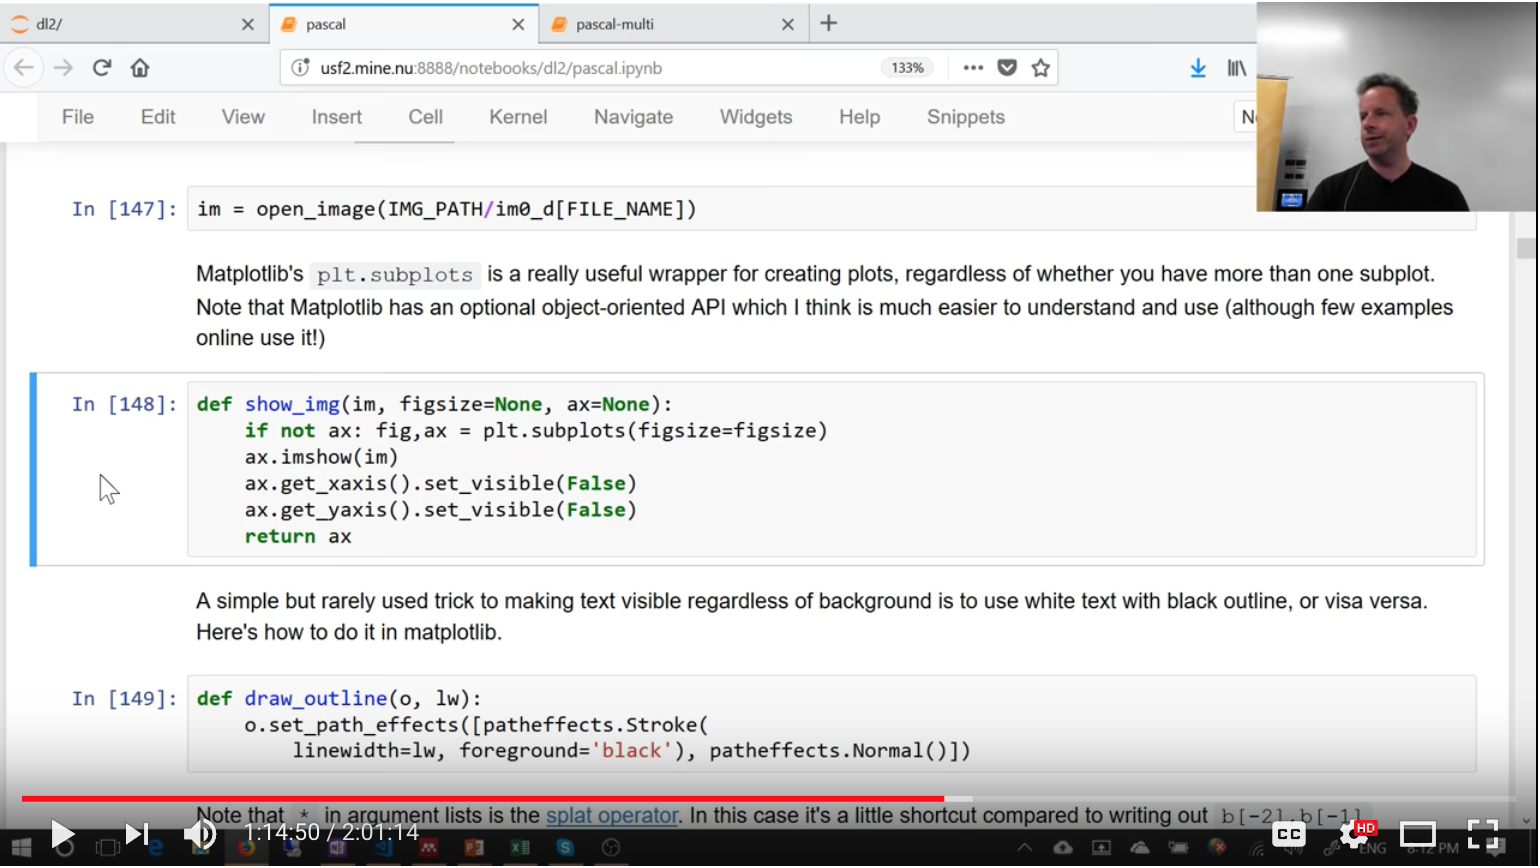 dl2/
pascal
pascal-multi
usf2.mine.nu:8888/notebooks/dl2/pascal.ipynb
133%
File Edit View Insert Cell Kernel Navigate Widgets Help Snippets
In [147]: im = open_image(IMG_PATH/im0_d[FILE_NAME])
Matplotlib's plt.subplots is a really useful wrapper for creating plots, regardless of whether you have more than one subplot.
Note that Matplotlib has an optional object-oriented API which I think is much easier to understand and use (although few examples
online use it!)
In [148]: def show_img(im, figsize=None, ax=None):
if not ax: fig,ax = plt.subplots(figsize=figsize)
ax.imshow(im)
ax.get_xaxis().set_visible(False)
ax.get_yaxis().set_visible(False)
return ax
A simple but rarely used trick to making text visible regardless of background is to use white text with black outline, or visa versa.
Here's how to do it in matplotlib.
In [149]: def draw_outline(o, lw):
o.set_path_effects([patheffects.Stroke(
linewidth=lw, foreground='black'), patheffects.Normal()])
Note that * in argument lists is the splat operator. In this case it's a little shortcut compared to writing out b[-2],b[-1]
1:14:50 / 2:01:14
CC
HD
ENG
8:12 PM